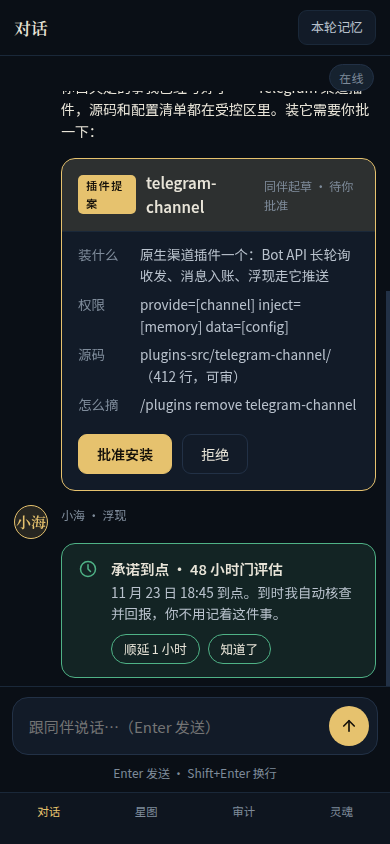 对话
本轮记忆
在线
件，源码和配置清单都在受控区里。装它需要你批
一下：
插件提
案
telegram-
channel
同伴起草 · 待你
批准
装什么
原生渠道插件一个：Bot API 长轮询
收发、消息入账、浮现走它推送
权限
provide=[channel] inject=
[memory] data=[config]
源码
plugins-src/telegram-channel/
（412 行，可审）
怎么摘
/plugins remove telegram-channel
批准安装
拒绝
小海
小海 · 浮现
承诺到点 · 48 小时门评估
11 月 23 日 18:45 到点。到时我自动核查
并回报，你不用记着这件事。
顺延 1 小时
知道了
跟同伴说话…（Enter 发送）
Enter 发送 · Shift+Enter 换行
对话
星图
审计
灵魂